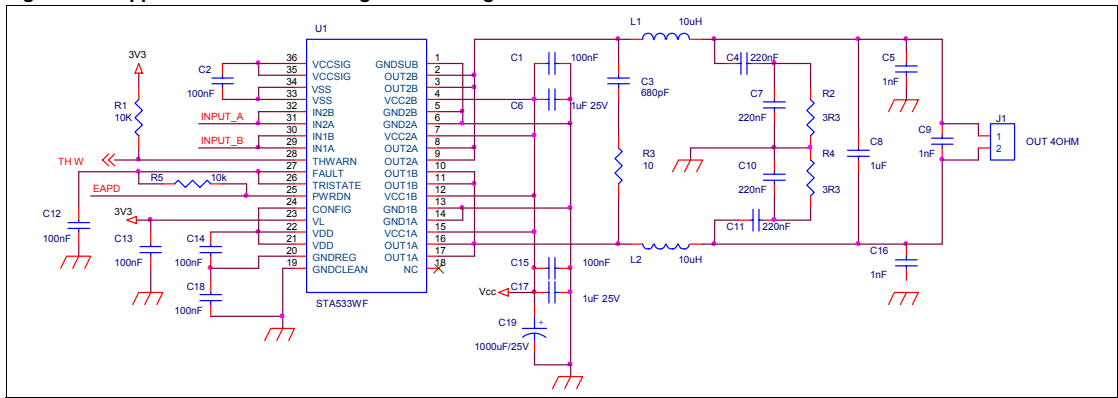 U1
L1 10uH
3V3
C2
100nF
R1
10K
INPUT_A
INPUT_B
TH W
R5 10k
EAPD
C12
100nF
3V3
C13
100nF
C14
100nF
C18
100nF
36 VCCSIG GNDSUB 1
35 VCCSIG OUT2B 2
34 VSS OUT2B 3
33 VSS VCC2B 4
32 IN2B GND2B 5
31 IN2A GND2A 6
30 IN1B VCC2A 7
29 IN1A OUT2A 8
28 THWARN OUT2A 9
27 FAULT OUT1B 10
26 TRISTATE OUT1B 11
25 PWRDN VCC1B 12
24 CONFIG GND1B 13
23 VL GND1A 14
22 VDD VCC1A 15
21 VDD OUT1A 16
20 GNDREG OUT1A 17
19 GNDCLEAN NC 18
STA533WF
C1 100nF
C6 1uF 25V
C3
680pF
R3
10
C15 100nF
Vcc C17
1uF 25V
C19 +
1000uF/25V
L2 10uH
C4 220nF
C7
220nF
R2
3R3
C10
220nF
R4
3R3
C11 220nF
C8
1uF
C5
1nF
C9
1nF
C16
1nF
J1
1
2
OUT 4OHM